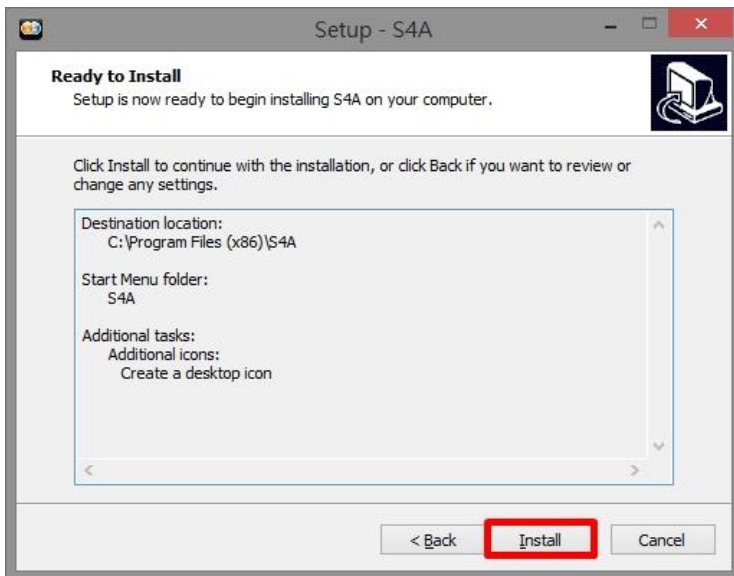 Setup - S4A
Ready to Install
Setup is now ready to begin installing S4A on your computer.
Click Install to continue with the installation, or click Back if you want to review or
change any settings.
Destination location:
C:\Program Files (x86)\S4A
Start Menu folder:
S4A
Additional tasks:
Additional icons:
Create a desktop icon
< Back Install Cancel